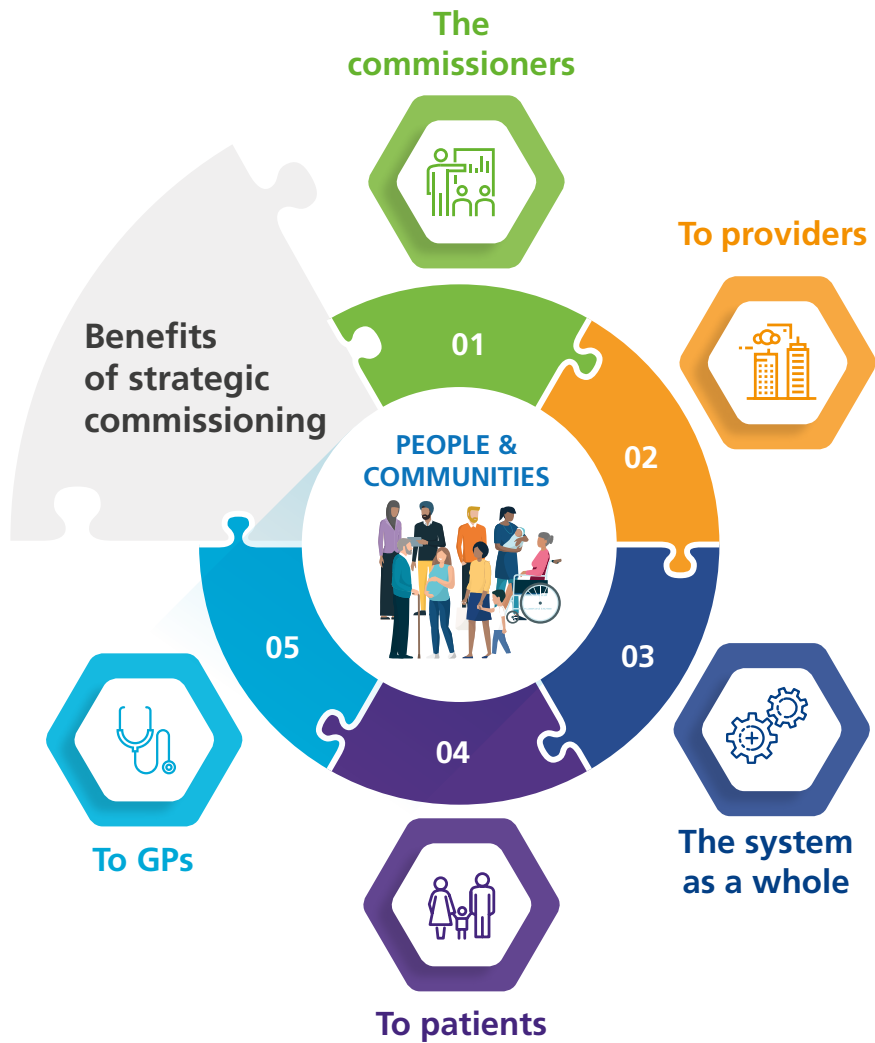 The
commissioners
To providers
Benefits
of strategic
commissioning
01
02
PEOPLE &
COMMUNITIES
05
03
04
To GPs
The system
as a whole
To patients